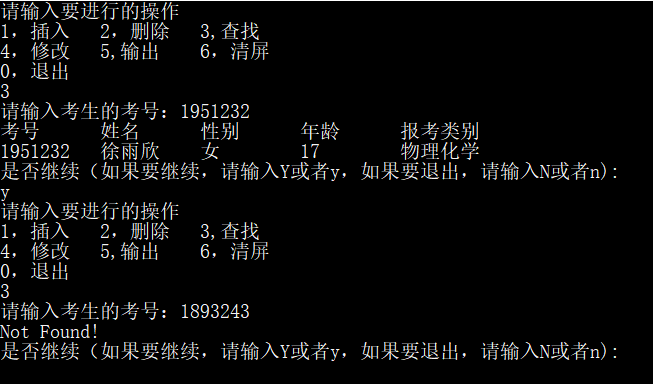 请输入要进行的操作
1，插入   2，删除   3,查找
4，修改   5,输出    6，清屏
0，退出
3
请输入考生的考号：1951232
考号      姓名      性别      年龄      报考类别
1951232   徐雨欣    女        17        物理化学
是否继续（如果要继续，请输入Y或者y，如果要退出，请输入N或者n):
y
请输入要进行的操作
1，插入   2，删除   3,查找
4，修改   5,输出    6，清屏
0，退出
3
请输入考生的考号：1893243
Not Found!
是否继续（如果要继续，请输入Y或者y，如果要退出，请输入N或者n):